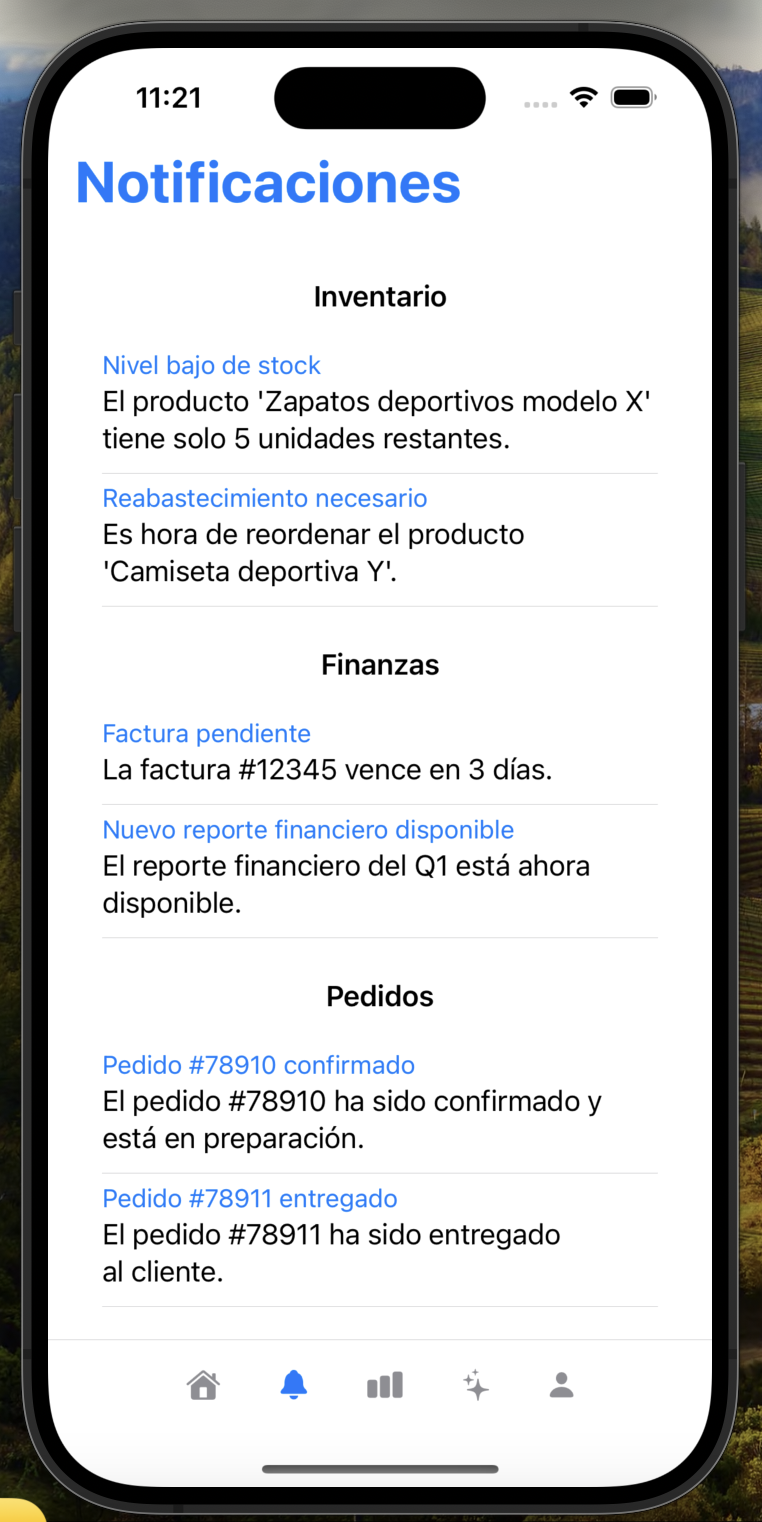 11:21
Notificaciones
Inventario
Nivel bajo de stock
El producto 'Zapatos deportivos modelo X'
tiene solo 5 unidades restantes.
Reabastecimiento necesario
Es hora de reordenar el producto
'Camiseta deportiva Y'.
Finanzas
Factura pendiente
La factura #12345 vence en 3 días.
Nuevo reporte financiero disponible
El reporte financiero del Q1 está ahora
disponible.
Pedidos
Pedido #78910 confirmado
El pedido #78910 ha sido confirmado y
está en preparación.
Pedido #78911 entregado
El pedido #78911 ha sido entregado
al cliente.